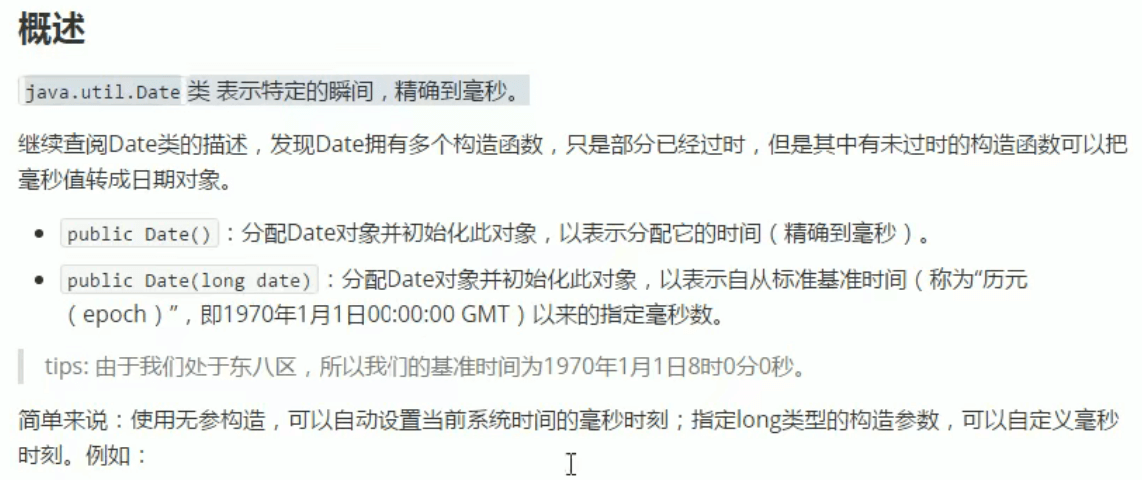 概述
java.util.Date 类 表示特定的瞬间，精确到毫秒。
继续查阅Date类的描述，发现Date拥有多个构造函数，只是部分已经过时，但是其中有未过时的构造函数可以把
毫秒值转成日期对象。
• public Date() ：分配Date对象并初始化此对象，以表示分配它的时间（精确到毫秒）。
• public Date(long date) ：分配Date对象并初始化此对象，以表示自从标准基准时间（称为“历元
（epoch）”，即1970年1月1日00:00:00 GMT）以来的指定毫秒数。
tips: 由于我们处于东八区，所以我们的基准时间为1970年1月1日8时0分0秒。
简单来说：使用无参构造，可以自动设置当前系统时间的毫秒时刻；指定long类型的构造参数，可以自定义毫秒
时刻。例如：